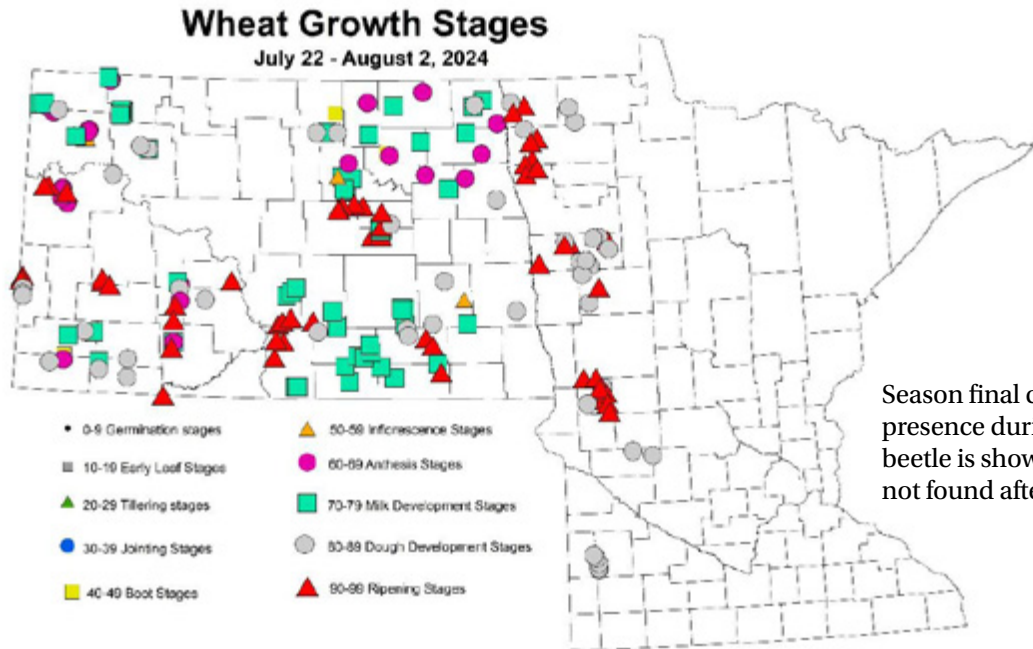 Wheat Growth Stages
July 22 - August 2, 2024
0-9 Germination stages
10-19 Early Leaf Stages
20-29 Tillering stages
30-39 Jointing Stages
40-49 Boot Stages
50-59 Inflorescence Stages
60-69 Anthesis Stages
70-79 Milk Development Stages
80-89 Dough Development Stages
90-99 Ripening Stages
Season final
presence duri
beetle is show
not found afte